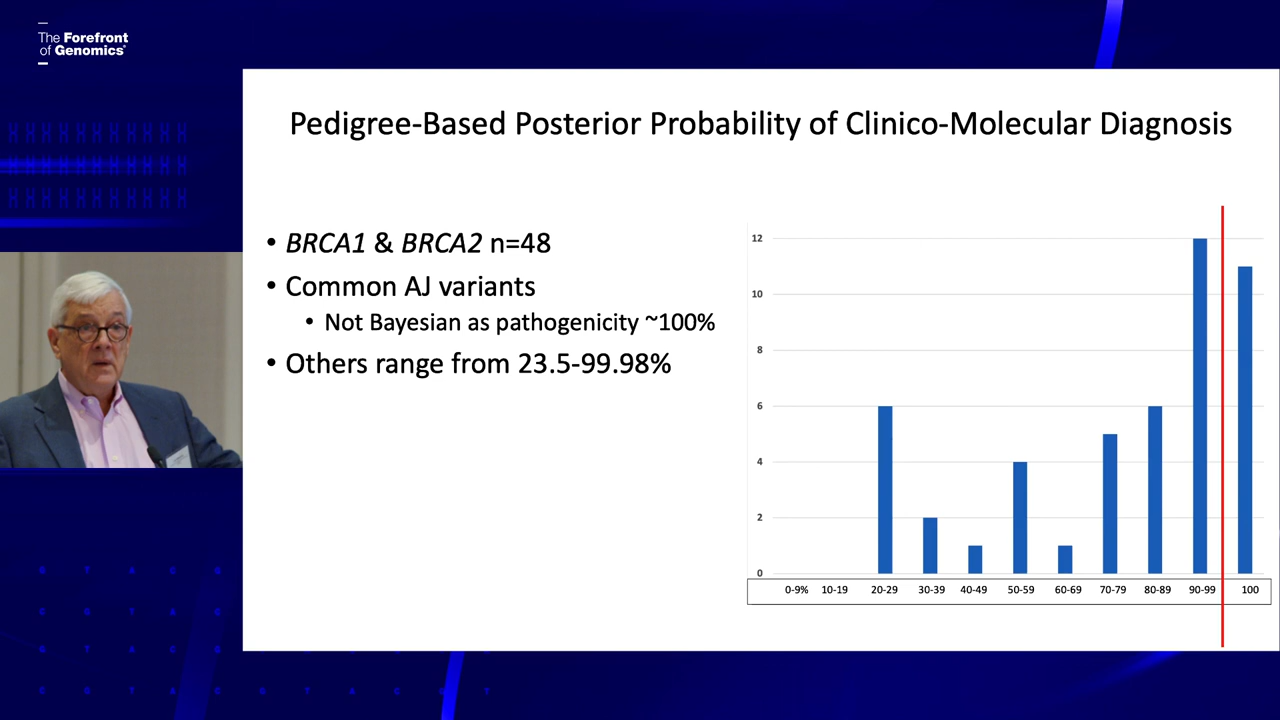 The Forefront
of Genomics®
Pedigree-Based Posterior Probability of Clinico-Molecular Diagnosis
• BRCA1 & BRCA2 n=48
• Common AJ variants
• Not Bayesian as pathogenicity ~100%
• Others range from 23.5-99.98%
12
10
8
6
4
2
0
0-9% 10-19 20-29 30-39 40-49 50-59 60-69 70-79 80-89 90-99 100